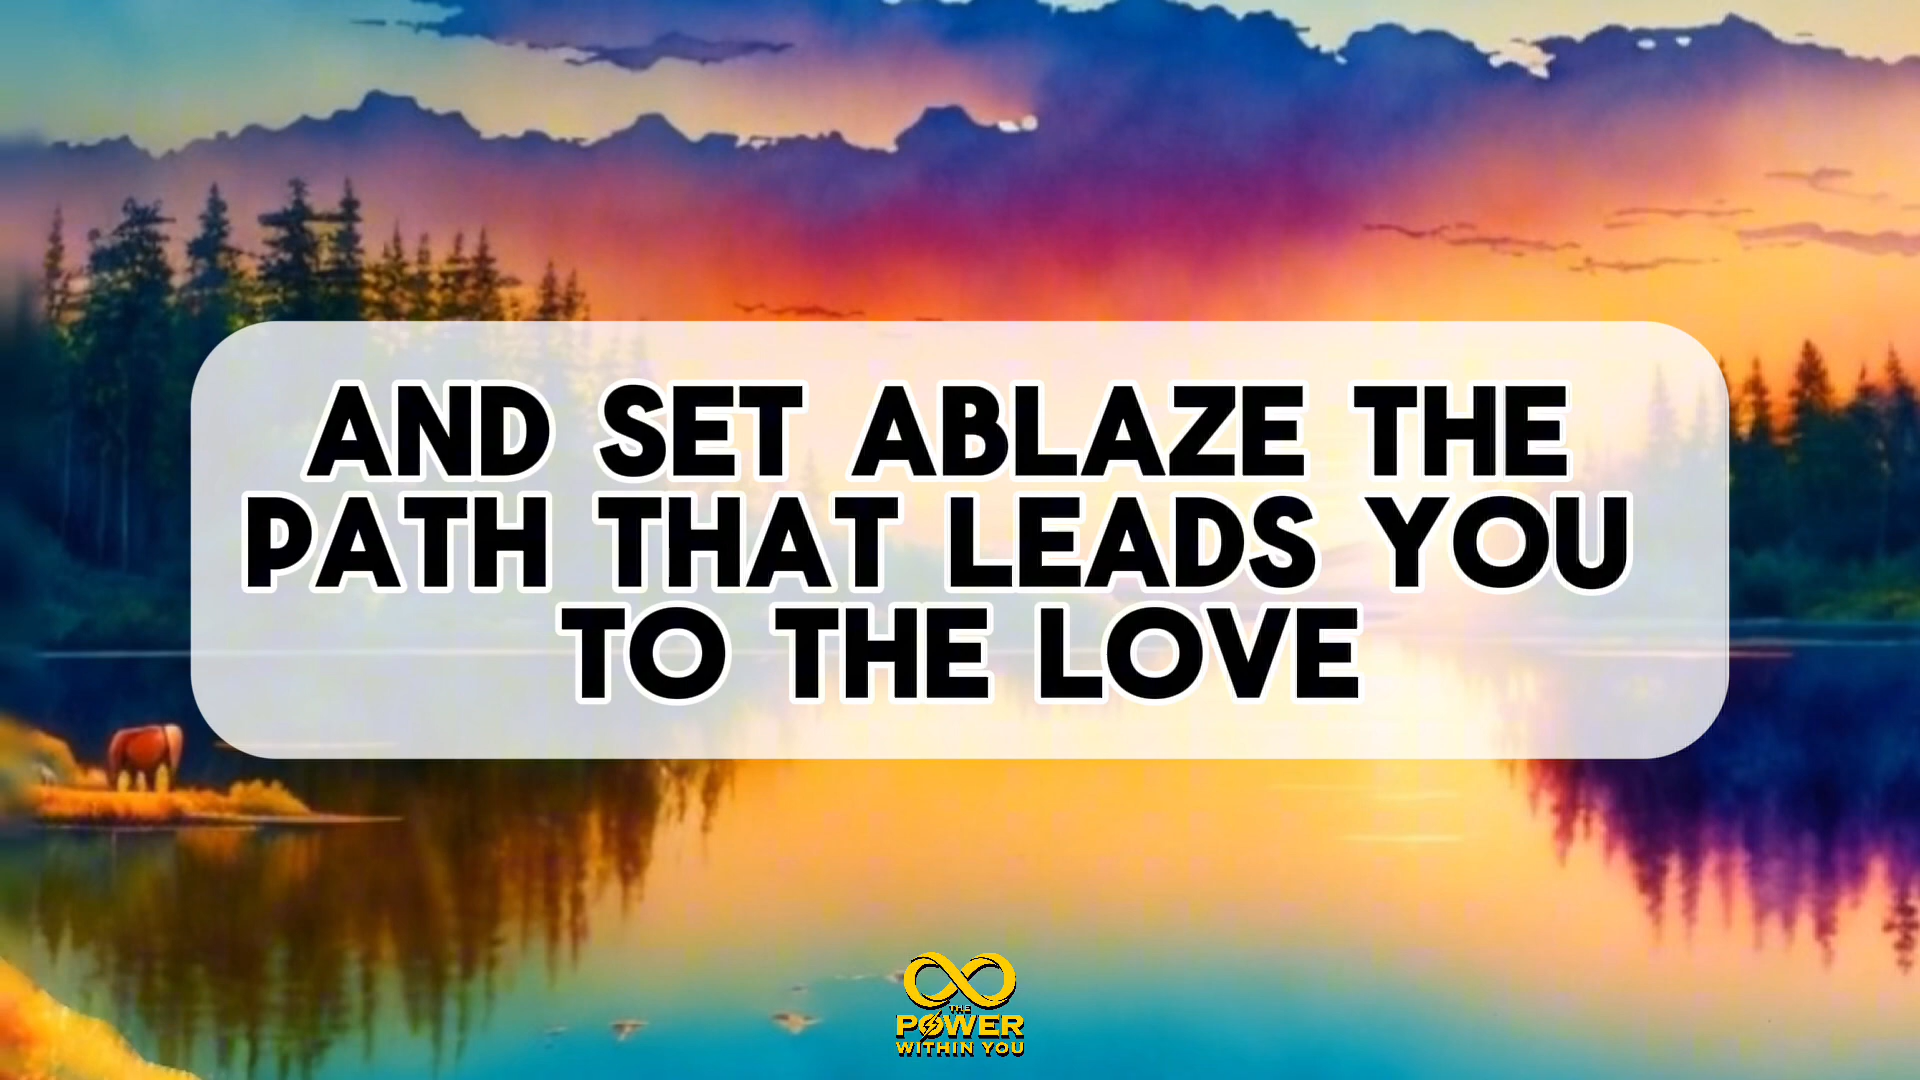 AND SET ABLAZE THE
PATH THAT LEADS YOU
TO THE LOVE
THE
POWER
WITHIN YOU